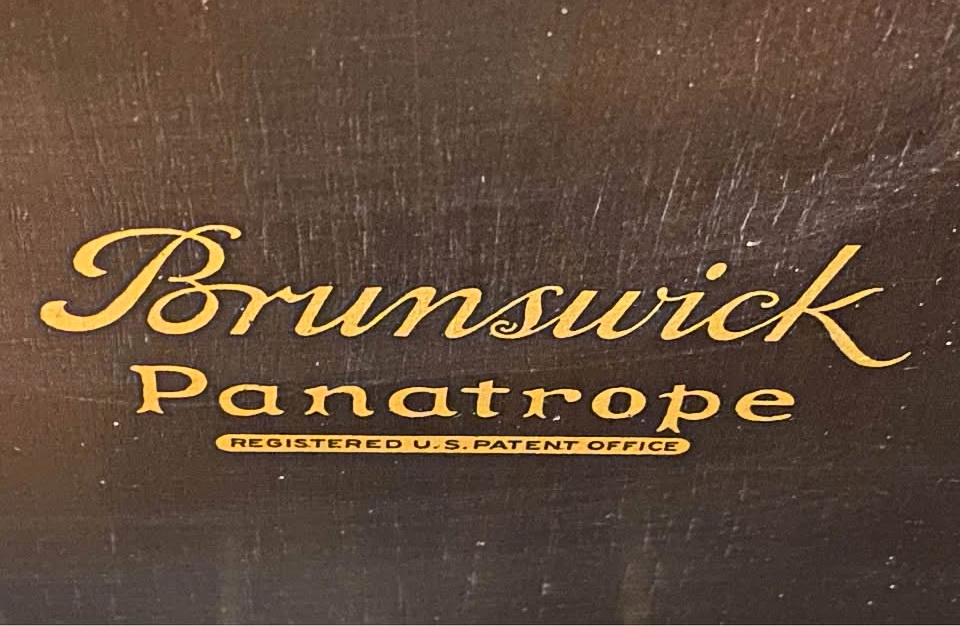 Brunswick
Panatrope
REGISTERED U.S. PATENT OFFICE